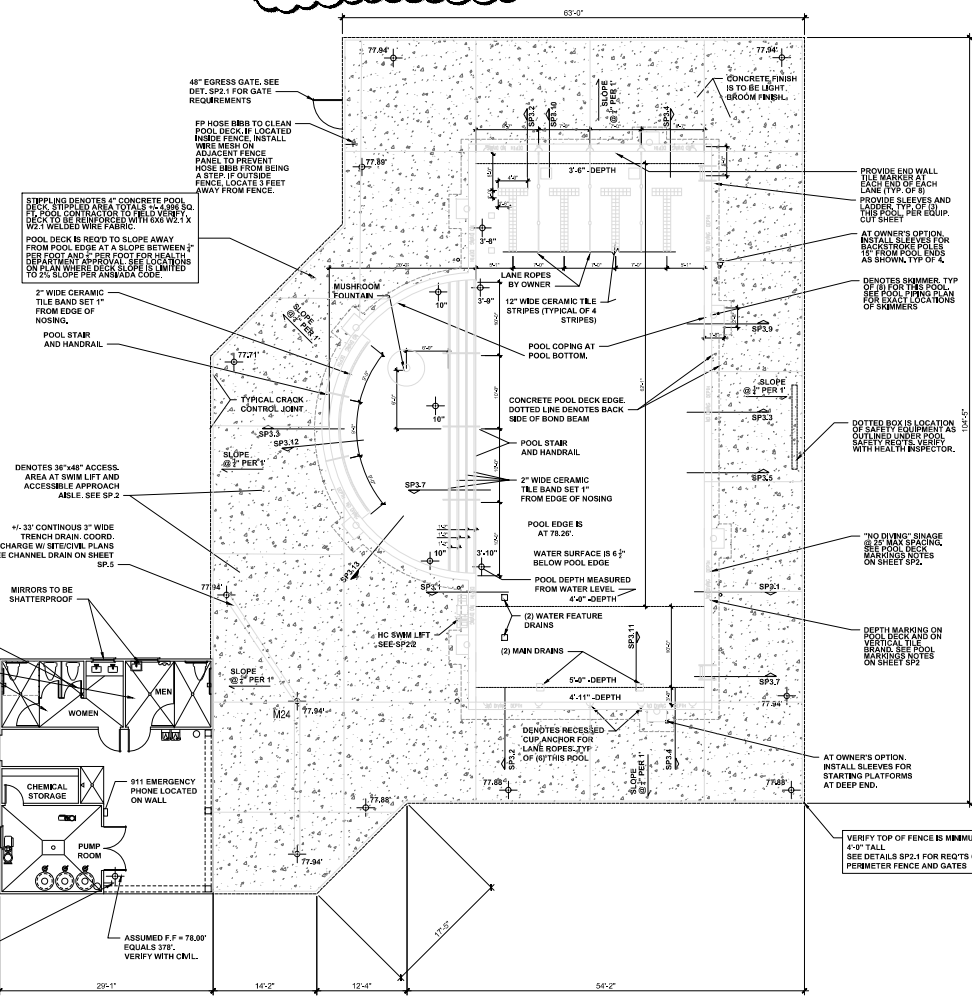 63'-0"
77.94'
77.94'
48" EGRESS GATE. SEE
DET. SP2.1 FOR GATE
REQUIREMENTS
SLOPE
PER 1'
CONCRETE FINISH
IS TO BE LIGHT
BROOM FINISH.
SP3.2
SP3.10
SP3.4
FP HOSE BIBB TO CLEAN
POOL DECK. IF LOCATED
INSIDE FENCE, INSTALL
WIRE MESH ON
ADJACENT FENCE
PANEL TO PREVENT
HOSE BIBB FROM BEING
A STEP. IF OUTSIDE
FENCE, LOCATE 3 FEET
AWAY FROM FENCE.
77.89'
3'-6" -DEPTH
PROVIDE END WALL
TILE MARKER AT
EACH END OF EACH
LANE (TYP. OF 8)
PROVIDE SLEEVES AND
LADDER, TYP. OF (3)
THIS POOL, PER EQUIP.
CUT SHEET
STIPPLING DENOTES 4" CONCRETE POOL
DECK. STIPPLED AREA TOTALS +/- 4,996 SQ.
FT. POOL CONTRACTOR TO FIELD VERIFY.
DECK TO BE REINFORCED WITH 6X6 W2.1 X
W2.1 WELDED WIRE FABRIC.
POOL DECK IS REQ'D TO SLOPE AWAY
FROM POOL EDGE AT A SLOPE BETWEEN
PER FOOT AND PER FOOT FOR HEALTH
DEPARTMENT APPROVAL. SEE LOCATIONS
ON PLAN WHERE DECK SLOPE IS LIMITED
TO 2% SLOPE PER ANSI/ADA CODE.
3'-8"
AT OWNER'S OPTION,
INSTALL SLEEVES FOR
BACKSTROKE POLES
15" FROM POOL ENDS
AS SHOWN, TYP OF 4.
LANE ROPES
BY OWNER
MUSHROOM
FOUNTAIN
10"
3'-9"
12" WIDE CERAMIC TILE
STRIPES (TYPICAL OF 4
STRIPES)
DENOTES SKIMMER, TYP
OF (8) FOR THIS POOL.
SEE POOL PIPING PLAN
FOR EXACT LOCATIONS
OF SKIMMERS
2" WIDE CERAMIC
TILE BAND SET 1"
FROM EDGE OF
NOSING.
SLOPE
PER 1'
SP3.9
POOL STAIR
AND HANDRAIL
POOL COPING AT
POOL BOTTOM.
77.71'
6'-0"
SLOPE
PER 1'
TYPICAL CRACK
CONTROL JOINT
10"
CONCRETE POOL DECK EDGE.
DOTTED LINE DENOTES BACK
SIDE OF BOND BEAM
SP3.3
104'-5"
SP3.3
SP3.12
DOTTED BOX IS LOCATION
OF SAFETY EQUIPMENT AS
OUTLINED UNDER POOL
SAFETY REQ'TS. VERIFY
WITH HEALTH INSPECTOR.
POOL STAIR
AND HANDRAIL
SLOPE
PER 1'
DENOTES 36"x48" ACCESS.
AREA AT SWIM LIFT AND
ACCESSIBLE APPROACH
AISLE. SEE SP.2
SP3.7
2" WIDE CERAMIC
TILE BAND SET 1"
FROM EDGE OF NOSING
SP3.5
POOL EDGE IS
AT 78.26'.
+/- 33' CONTINOUS 3" WIDE
TRENCH DRAIN. COORD.
CHARGE W/ SITE/CIVIL PLANS
CHANNEL DRAIN ON SHEET
SP.5
"NO DIVING" SINAGE
@ 25' MAX SPACING.
SEE POOL DECK
MARKINGS NOTES
ON SHEET SP2.
10"
3'-10"
WATER SURFACE IS 6
BELOW POOL EDGE
SP3.13
POOL DEPTH MEASURED
FROM WATER LEVEL
77.94'
SP3.1
4'-0" -DEPTH
SP3.1
MIRRORS TO BE
SHATTERPROOF
(2) WATER FEATURE
DRAINS
HC SWIM LIFT
SEE SP2.2
SP3.11
(2) MAIN DRAINS
DEPTH MARKING ON
POOL DECK AND ON
VERTICAL TILE
BRAND. SEE POOL
MARKINGS NOTES
ON SHEET SP2
SLOPE
PER 1'
5'-0" -DEPTH
4'-11" -DEPTH
SP3.7
77.94'
MEN
WOMEN
M24
77.94'
DENOTES RECESSED
CUP ANCHOR FOR
LANE ROPES, TYP
OF (6) THIS POOL
SP3.2
SP3.4
SLOPE
PER 1'
AT OWNER'S OPTION.
INSTALL SLEEVES FOR
STARTING PLATFORMS
AT DEEP END.
77.88'
77.88'
77.88'
CHEMICAL
STORAGE
911 EMERGENCY
PHONE LOCATED
ON WALL
PUMP
ROOM
77.94'
VERIFY TOP OF FENCE IS
4'-0" TALL
SEE DETAILS SP2.1 FOR REQ'TS
PERIMETER FENCE AND GATES
17'-5"
ASSUMED F.F = 78.00'
EQUALS 378'.
VERIFY WITH CIVIL.
29'-1"
14'-2"
12'-4"
54'-2"